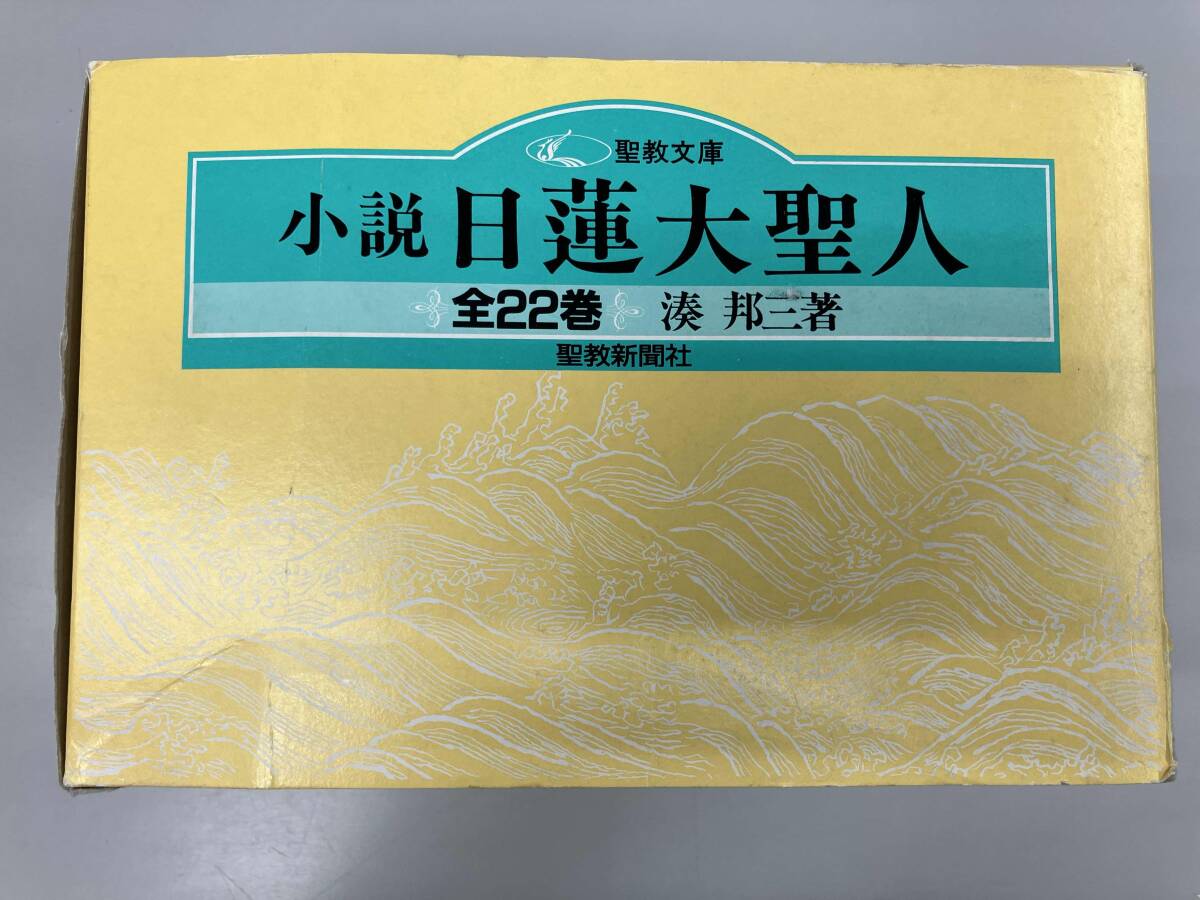 聖教文庫
小説 日蓮大聖人
全22巻 湊 邦三著
聖教新聞社